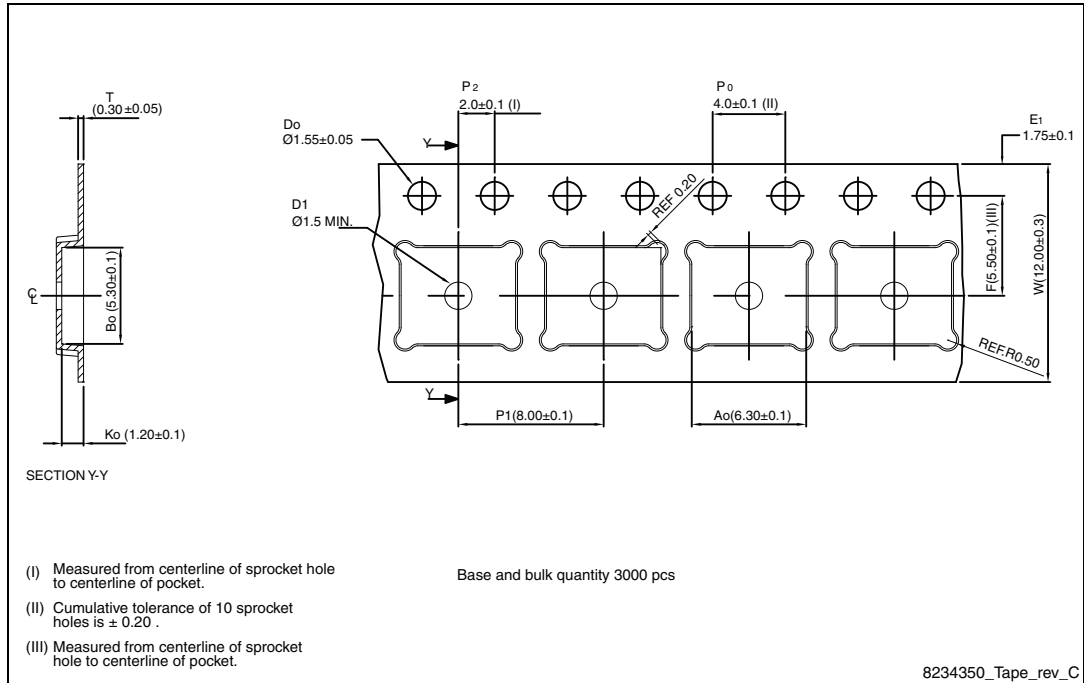 T
(0.30±0.05)
P2
2.0±0.1 (I)
P0
4.0±0.1 (II)
Do
Ø1.55±0.05
E1
1.75±0.1
Y
REF 0.20
D1
Ø1.5 MIN.
F(5.50±0.1)(III)
W(12.00±0.3)
Bo (5.30±0.1)
CL
REF.R0.50
Y
P1(8.00±0.1)
Ao(6.30±0.1)
Ko (1.20±0.1)
SECTION Y-Y
(I) Measured from centerline of sprocket hole
to centerline of pocket.
Base and bulk quantity 3000 pcs
(II) Cumulative tolerance of 10 sprocket
holes is ± 0.20 .
(III) Measured from centerline of sprocket
hole to centerline of pocket.
8234350_Tape_rev_C